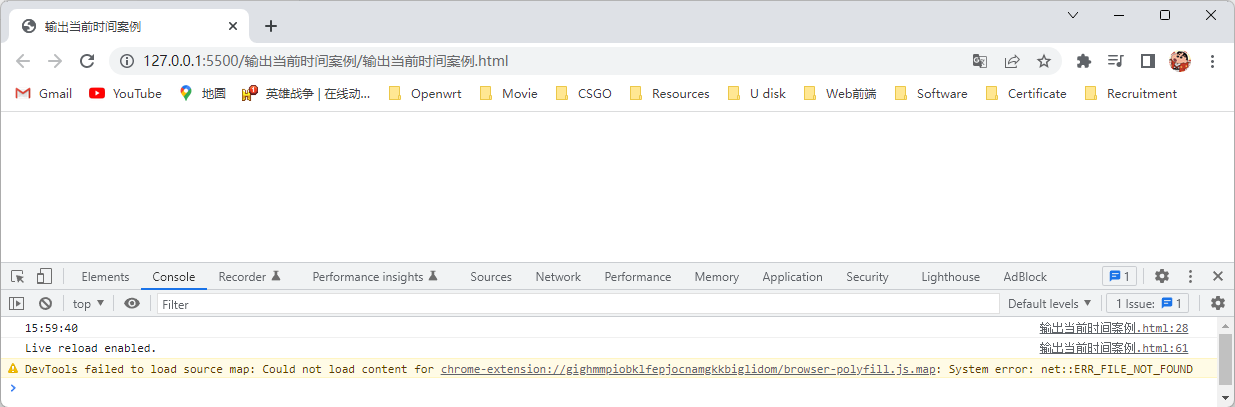 输出当前时间案例
127.0.0.1:5500/输出当前时间案例/输出当前时间案例.html
Gmail YouTube 地圖 英雄战争 | 在线动... Openwrt Movie CSGO Resources U disk Web前端 Software Certificate Recruitment
Elements Console Recorder Performance insights Sources Network Performance Memory Application Security Lighthouse AdBlock 1
top Filter Default levels 1 Issue: 1
15:59:40 输出当前时间案例.html:28
Live reload enabled. 输出当前时间案例.html:61
DevTools failed to load source map: Could not load content for chrome-extension://gighmmpiobklfepjocnamgkkbiglidom/browser-polyfill.js.map: System error: net::ERR_FILE_NOT_FOUND